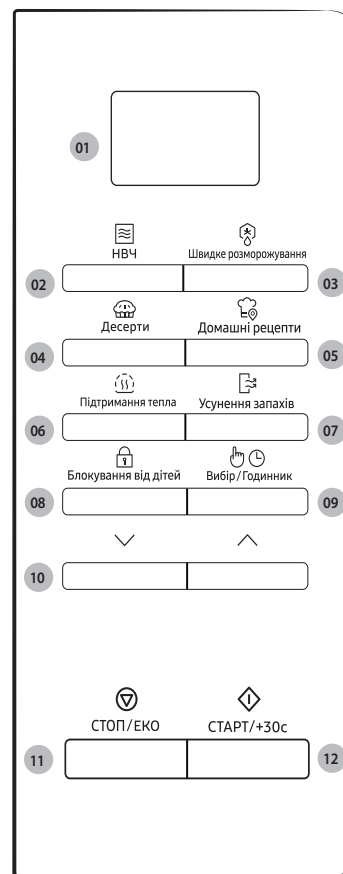 01
НВЧ Швидке розморожування
02 03
Десерти Домашні рецепти
04 05
Підтримання тепла Усунення запахів
06 07
Блокування від дітей Вибір/Годинник
08 09
10
СТОП/ЕКО СТАРТ/+30с
11 12